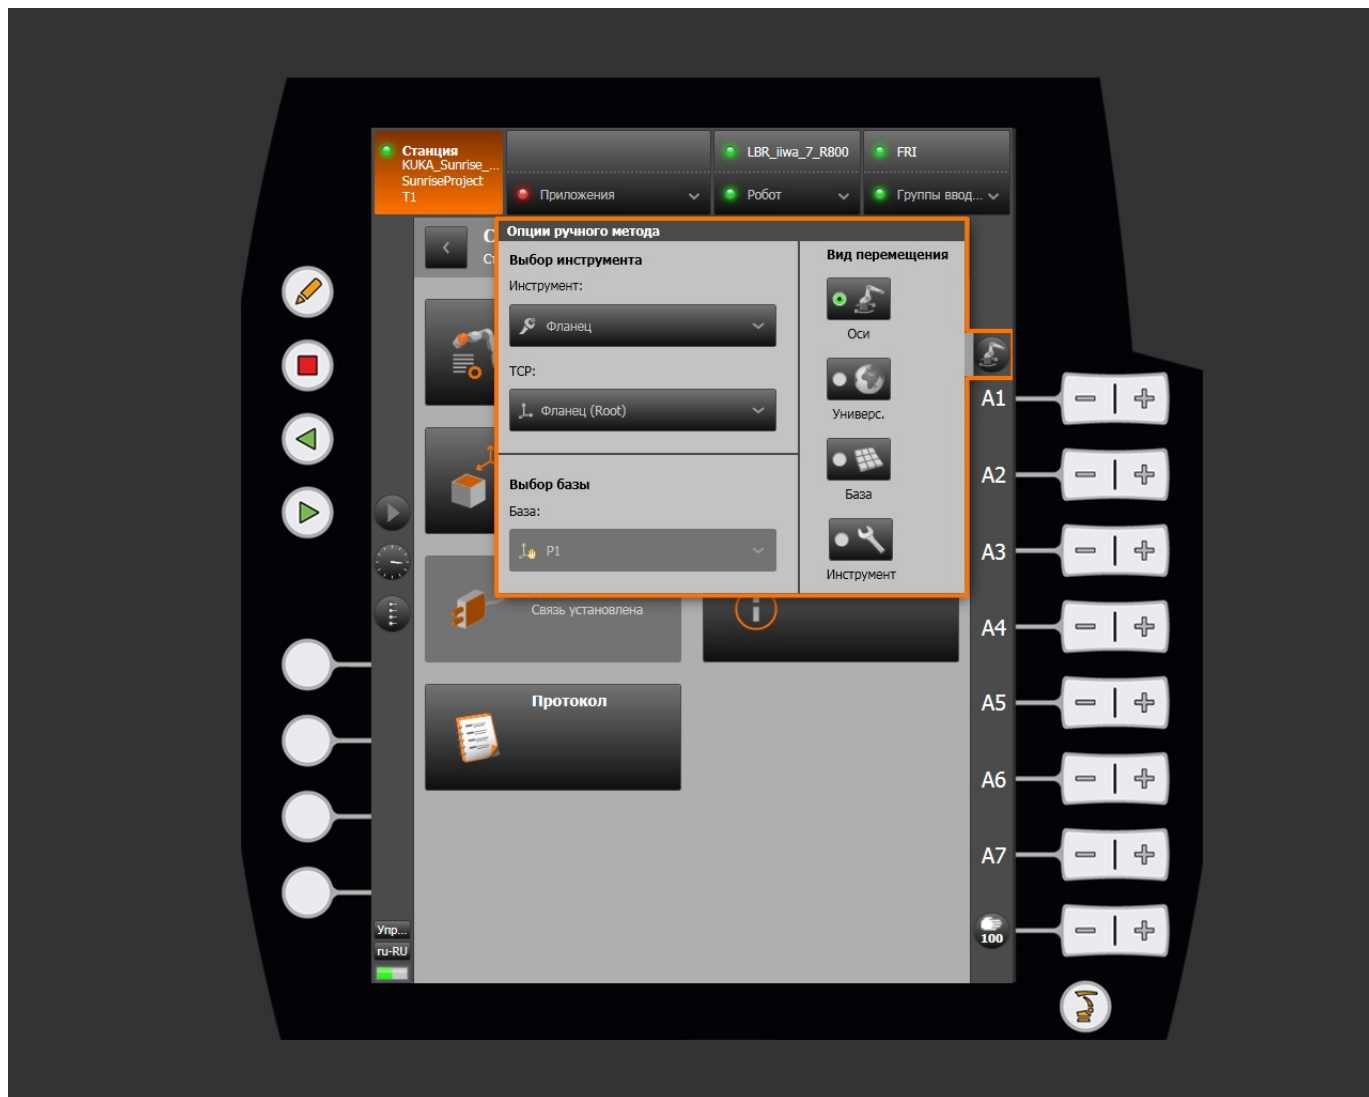 Станция
KUKA_Sunrise_...
SunriseProject
T1
Приложения
LBR_iiwa_7_R800
Робот
FRI
Группы ввод...
Опции ручного метода
Выбор инструмента
Инструмент:
Фланец
TCP:
Фланец (Root)
Выбор базы
База:
P1
Вид перемещения
Оси
Универс.
База
Инструмент
Связь установлена
Протокол
A1
A2
A3
A4
A5
A6
A7
100
Упр...
ru-RU